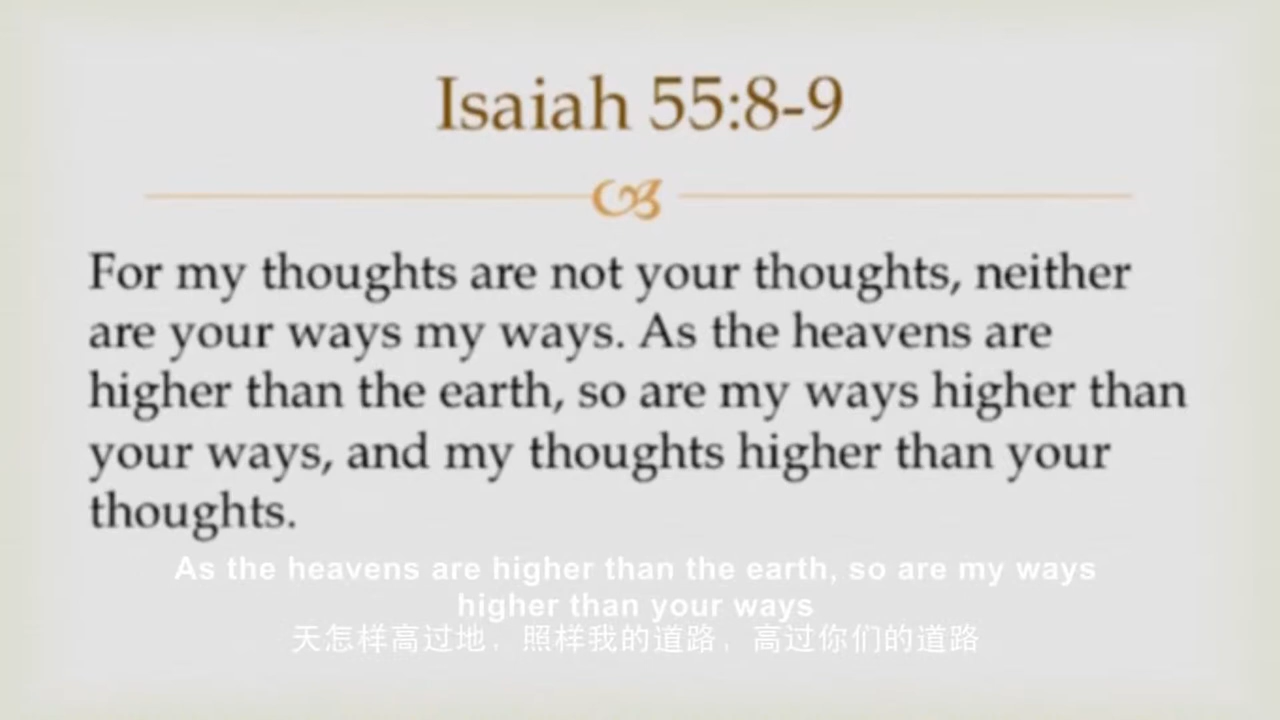 Isaiah 55:8-9
For my thoughts are not your thoughts, neither
are your ways my ways. As the heavens are
higher than the earth, so are my ways higher than
your ways, and my thoughts higher than your
thoughts.
As the heavens are higher than the earth, so are my ways
higher than your ways
天怎样高过地，照样我的道路，高过你们的道路